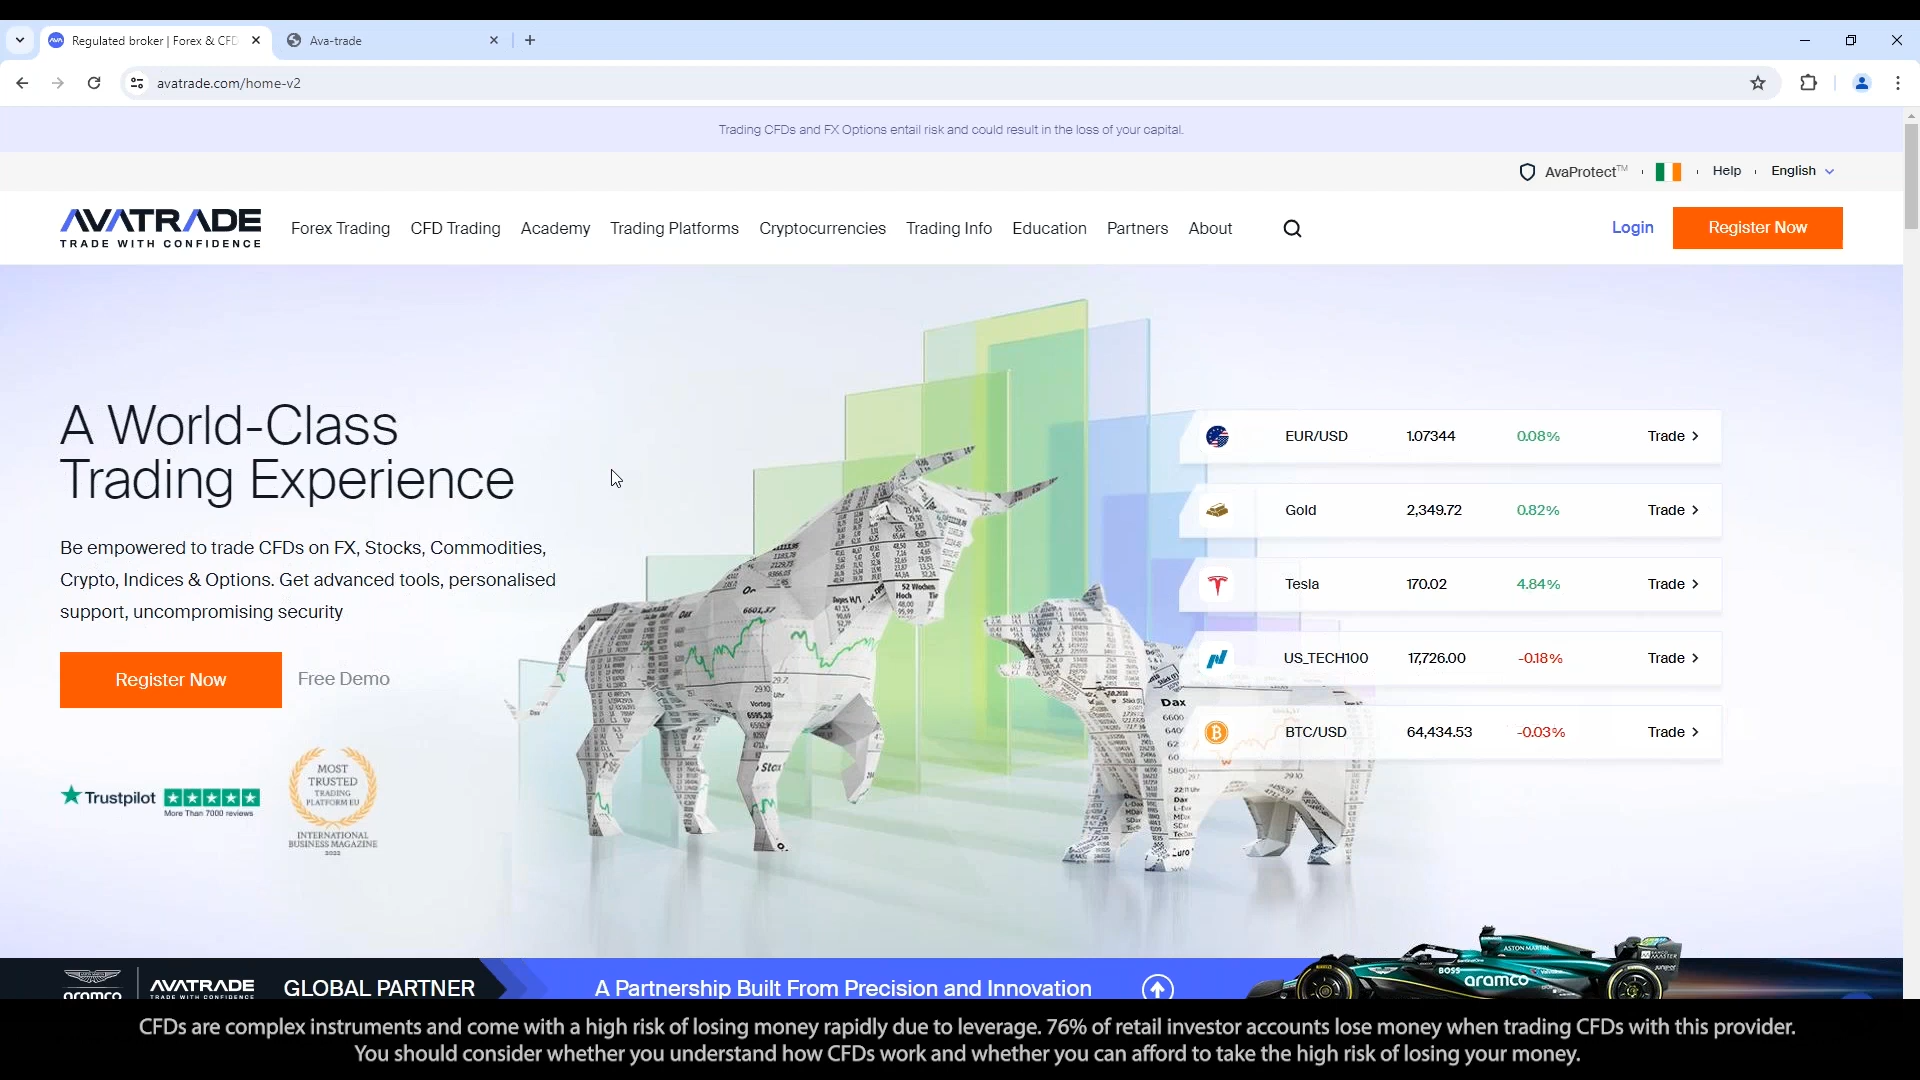 Regulated broker | Forex & CFD
Ava-trade
avatrade.com/home-v2
Trading CFDs and FX Options entail risk and could result in the loss of your capital.
AvaProtect™
Help
English
AVATRADE
TRADE WITH CONFIDENCE
Forex Trading
CFD Trading
Academy
Trading Platforms
Cryptocurrencies
Trading Info
Education
Partners
About
Login
Register Now
A World-Class
Trading Experience
Be empowered to trade CFDs on FX, Stocks, Commodities,
Crypto, Indices & Options. Get advanced tools, personalised
support, uncompromising security
Register Now
Free Demo
Trustpilot
More Than 7000 reviews
MOST
TRUSTED
TRADING
PLATFORM EU
INTERNATIONAL
BUSINESS MAGAZINE
2022
EUR/USD 1.07344 0.08% Trade
Gold 2,349.72 0.82% Trade
Tesla 170.02 4.84% Trade
US_TECH100 17,726.00 -0.18% Trade
BTC/USD 64,434.53 -0.03% Trade
aramco
AVATRADE
TRADE WITH CONFIDENCE
GLOBAL PARTNER
A Partnership Built From Precision and Innovation
ASTON MARTIN
BOSS
aramco
CFDs are complex instruments and come with a high risk of losing money rapidly due to leverage. 76% of retail investor accounts lose money when trading CFDs with this provider.
You should consider whether you understand how CFDs work and whether you can afford to take the high risk of losing your money.